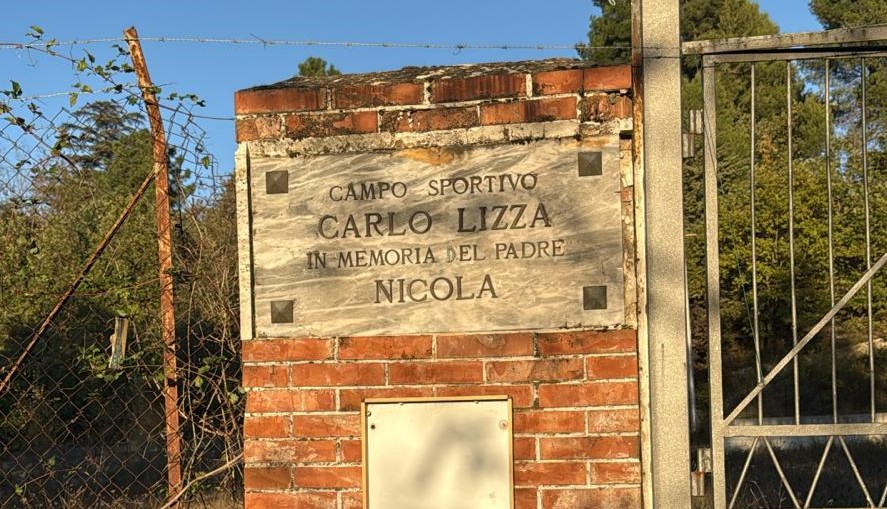 CAMPO SPORTIVO
CARLO LIZZA
IN MEMORIA DEL PADRE
NICOLA